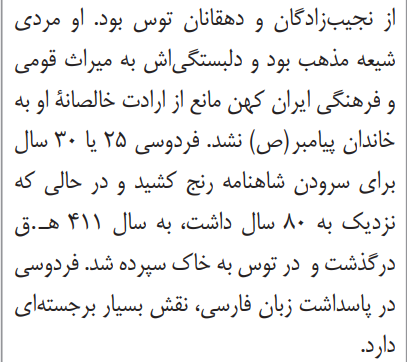 از نجیب‌زادگان و دهقانان توس بود. او مردی
شیعه مذهب بود و دلبستگی‌اش به میراث قومی
و فرهنگی ایران کهن مانع از ارادت خالصانهٔ او به
خاندان پیامبر(ص) نشد. فردوسی ۲۵ یا ۳۰ سال
برای سرودن شاهنامه رنج کشید و در حالی که
نزدیک به ۸۰ سال داشت، به سال ۴۱۱ هـ.ق
درگذشت و در توس به خاک سپرده شد. فردوسی
در پاسداشت زبان فارسی، نقش بسیار برجسته‌ای
دارد.